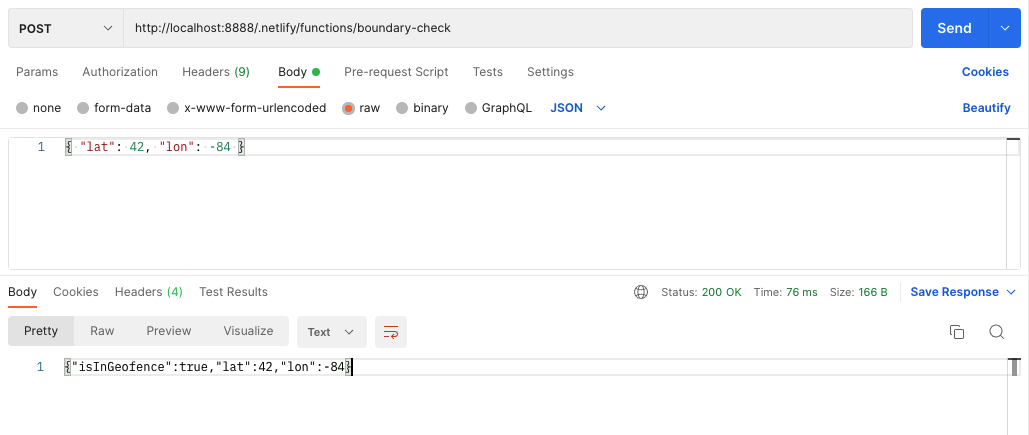 POST http://localhost:8888/.netlify/functions/boundary-check Send
Params Authorization Headers (9) Body Pre-request Script Tests Settings Cookies
none form-data x-www-form-urlencoded raw binary GraphQL JSON Beautify
1 { "lat": 42, "lon": -84 }
Body Cookies Headers (4) Test Results Status: 200 OK Time: 76 ms Size: 166 B Save Response
Pretty Raw Preview Visualize Text
1 {"isInGeofence":true,"lat":42,"lon":-84}